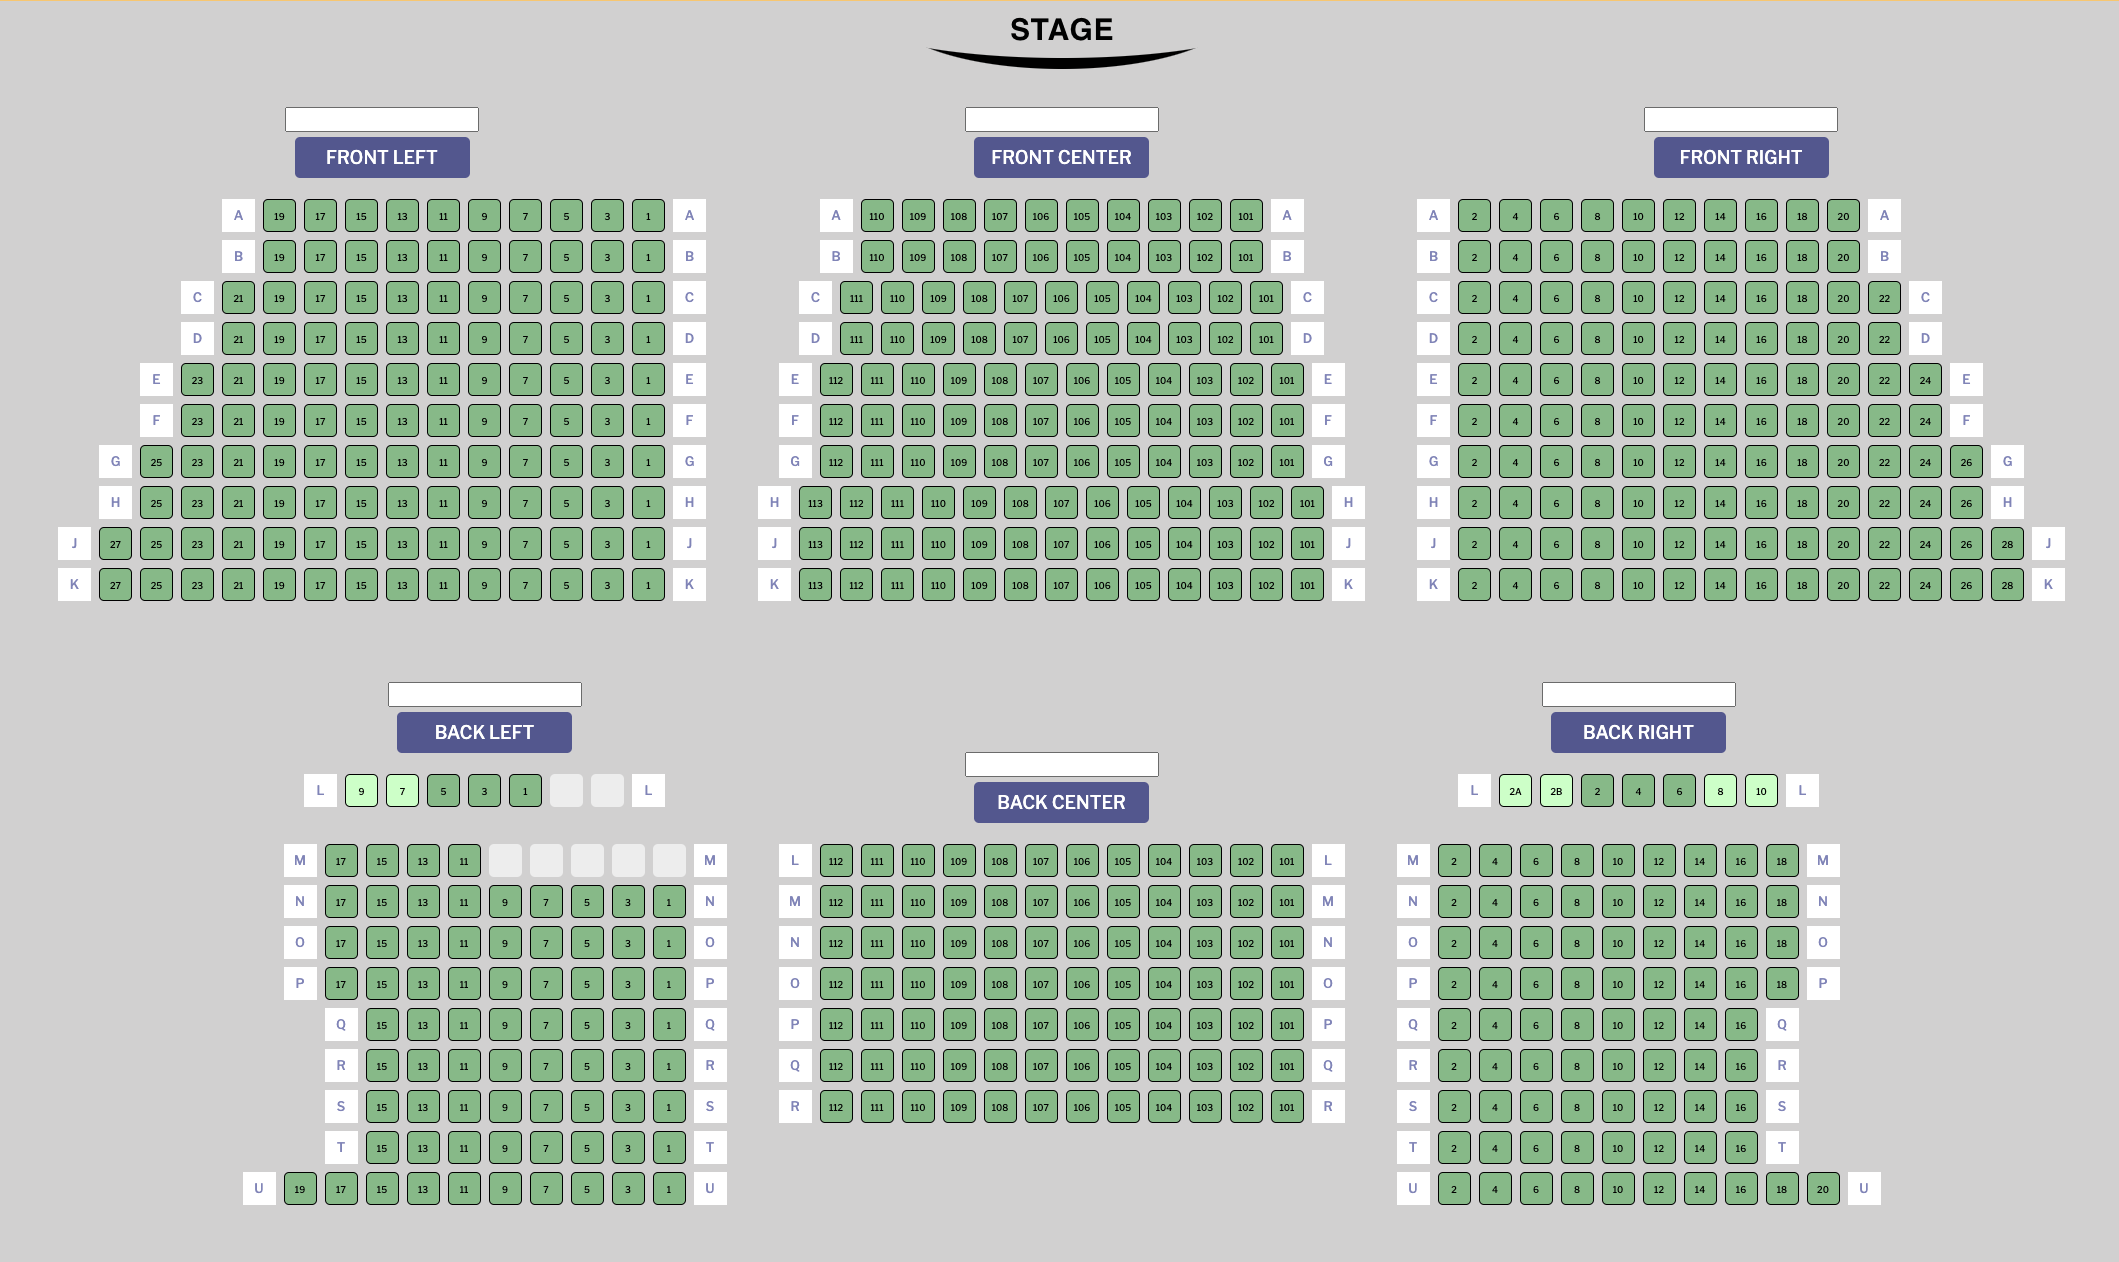 STAGE
FRONT LEFT
A 19 17 15 13 11 9 7 5 3 1 A
B 19 17 15 13 11 9 7 5 3 1 B
C 21 19 17 15 13 11 9 7 5 3 1 C
D 21 19 17 15 13 11 9 7 5 3 1 D
E 23 21 19 17 15 13 11 9 7 5 3 1 E
F 23 21 19 17 15 13 11 9 7 5 3 1 F
G 25 23 21 19 17 15 13 11 9 7 5 3 1 G
H 25 23 21 19 17 15 13 11 9 7 5 3 1 H
J 27 25 23 21 19 17 15 13 11 9 7 5 3 1 J
K 27 25 23 21 19 17 15 13 11 9 7 5 3 1 K
FRONT CENTER
A 110 109 108 107 106 105 104 103 102 101 A
B 110 109 108 107 106 105 104 103 102 101 B
C 111 110 109 108 107 106 105 104 103 102 101 C
D 111 110 109 108 107 106 105 104 103 102 101 D
E 112 111 110 109 108 107 106 105 104 103 102 101 E
F 112 111 110 109 108 107 106 105 104 103 102 101 F
G 112 111 110 109 108 107 106 105 104 103 102 101 G
H 113 112 111 110 109 108 107 106 105 104 103 102 101 H
J 113 112 111 110 109 108 107 106 105 104 103 102 101 J
K 113 112 111 110 109 108 107 106 105 104 103 102 101 K
FRONT RIGHT
A 2 4 6 8 10 12 14 16 18 20 A
B 2 4 6 8 10 12 14 16 18 20 B
C 2 4 6 8 10 12 14 16 18 20 22 C
D 2 4 6 8 10 12 14 16 18 20 22 D
E 2 4 6 8 10 12 14 16 18 20 22 24 E
F 2 4 6 8 10 12 14 16 18 20 22 24 F
G 2 4 6 8 10 12 14 16 18 20 22 24 26 G
H 2 4 6 8 10 12 14 16 18 20 22 24 26 H
J 2 4 6 8 10 12 14 16 18 20 22 24 26 28 J
K 2 4 6 8 10 12 14 16 18 20 22 24 26 28 K
BACK LEFT
L 9 7 5 3 1 L
M 17 15 13 11 M
N 17 15 13 11 9 7 5 3 1 N
O 17 15 13 11 9 7 5 3 1 O
P 17 15 13 11 9 7 5 3 1 P
Q 15 13 11 9 7 5 3 1 Q
R 15 13 11 9 7 5 3 1 R
S 15 13 11 9 7 5 3 1 S
T 15 13 11 9 7 5 3 1 T
U 19 17 15 13 11 9 7 5 3 1 U
BACK CENTER
L 112 111 110 109 108 107 106 105 104 103 102 101 L
M 112 111 110 109 108 107 106 105 104 103 102 101 M
N 112 111 110 109 108 107 106 105 104 103 102 101 N
O 112 111 110 109 108 107 106 105 104 103 102 101 O
P 112 111 110 109 108 107 106 105 104 103 102 101 P
Q 112 111 110 109 108 107 106 105 104 103 102 101 Q
R 112 111 110 109 108 107 106 105 104 103 102 101 R
BACK RIGHT
L 2A 2B 2 4 6 8 10 L
M 2 4 6 8 10 12 14 16 18 M
N 2 4 6 8 10 12 14 16 18 N
O 2 4 6 8 10 12 14 16 18 O
P 2 4 6 8 10 12 14 16 18 P
Q 2 4 6 8 10 12 14 16 Q
R 2 4 6 8 10 12 14 16 R
S 2 4 6 8 10 12 14 16 S
T 2 4 6 8 10 12 14 16 T
U 2 4 6 8 10 12 14 16 18 20 U